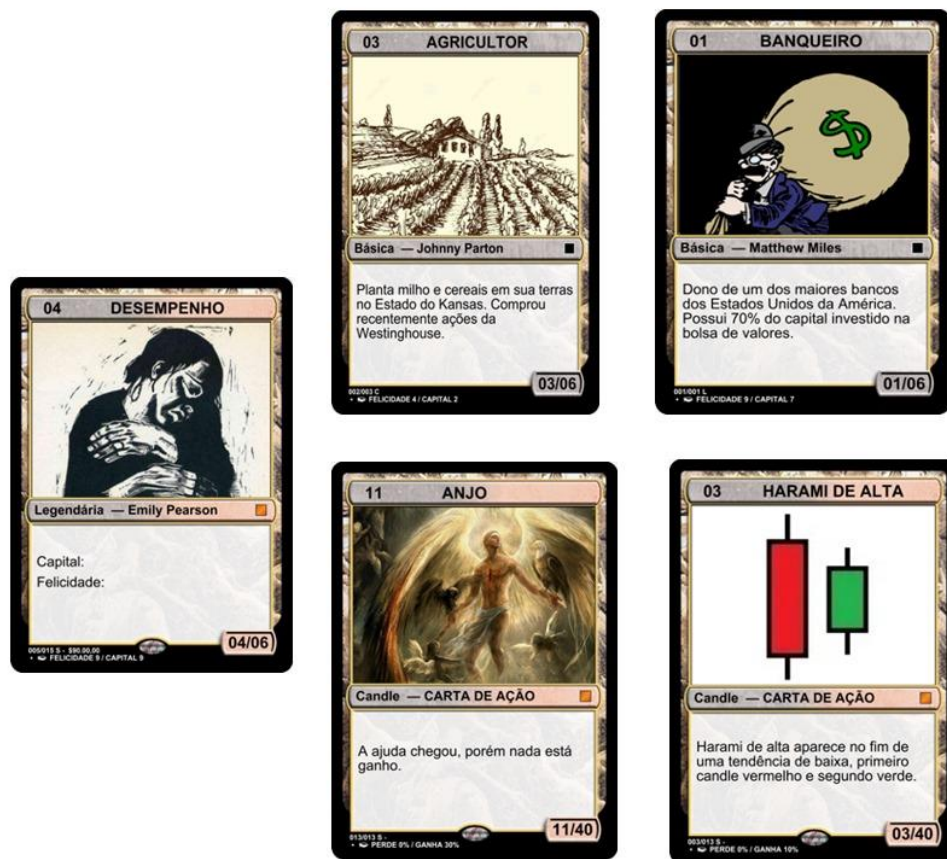 03 AGRICULTOR
Básica — Johnny Parton
Planta milho e cereais em sua terras
no Estado do Kansas. Comprou
recentemente ações da
Westinghouse.
03/06
002/003 C
• FELICIDADE 4 / CAPITAL 2
01 BANQUEIRO
$
Básica — Matthew Miles
Dono de um dos maiores bancos
dos Estados Unidos da América.
Possui 70% do capital investido na
bolsa de valores.
01/06
001/001 L
• FELICIDADE 9 / CAPITAL 7
04 DESEMPENHO
Legendária — Emily Pearson
Capital:
Felicidade:
04/06
005/015 S - $90.00,00
• FELICIDADE 9 / CAPITAL 9
11 ANJO
Candle — CARTA DE AÇÃO
A ajuda chegou, porém nada está
ganho.
11/40
013/013 S -
• PERDE 0% / GANHA 30%
03 HARAMI DE ALTA
Candle — CARTA DE AÇÃO
Harami de alta aparece no fim de
uma tendência de baixa, primeiro
candle vermelho e segundo verde.
03/40
003/013 S -
• PERDE 0% / GANHA 10%